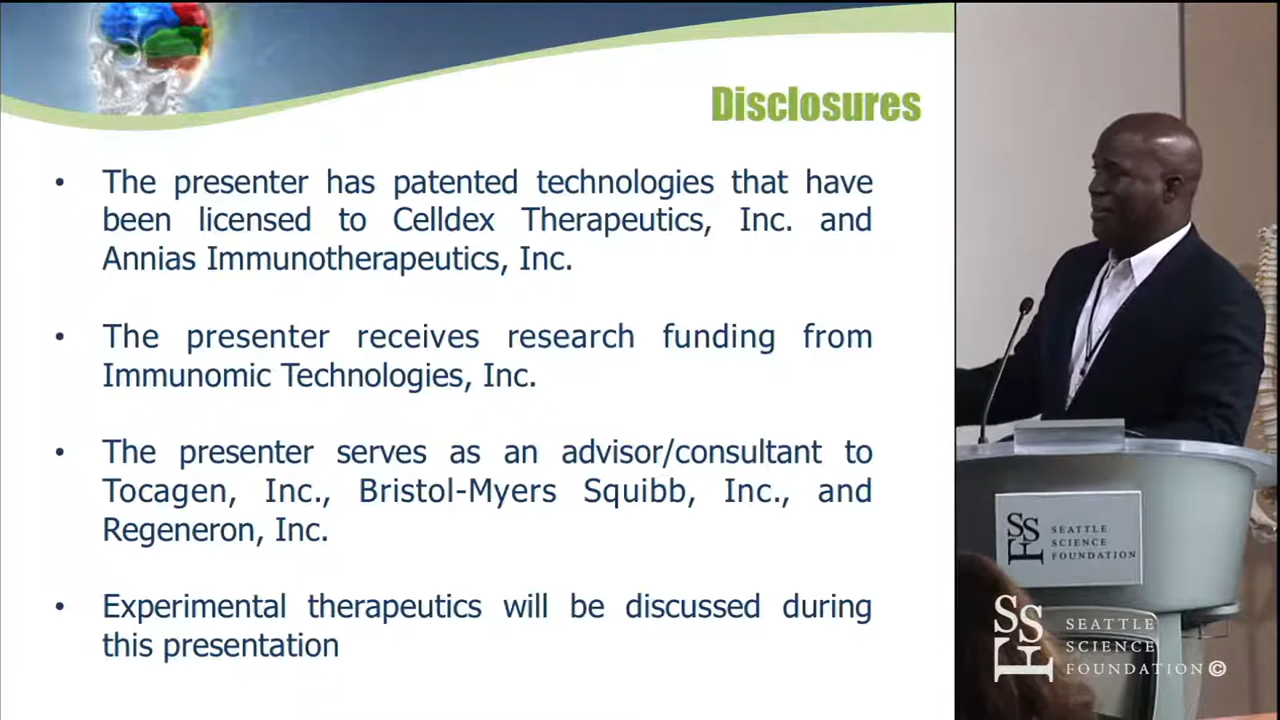 Disclosures
• The presenter has patented technologies that have
been licensed to Celldex Therapeutics, Inc. and
Annias Immunotherapeutics, Inc.
• The presenter receives research funding from
Immunomic Technologies, Inc.
• The presenter serves as an advisor/consultant to
Tocagen, Inc., Bristol-Myers Squibb, Inc., and
Regeneron, Inc.
• Experimental therapeutics will be discussed during
this presentation
SSF
SEATTLE
SCIENCE
FOUNDATION
SSF
SEATTLE
SCIENCE
FOUNDATION©